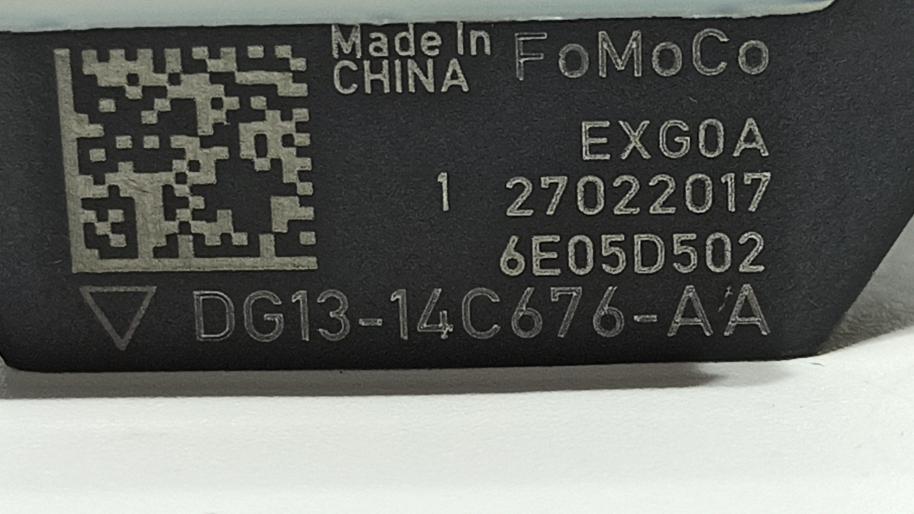 Made In
CHINA
FoMoCo
EXG0A
1 27022017
6E05D502
DG13-14C676-AA